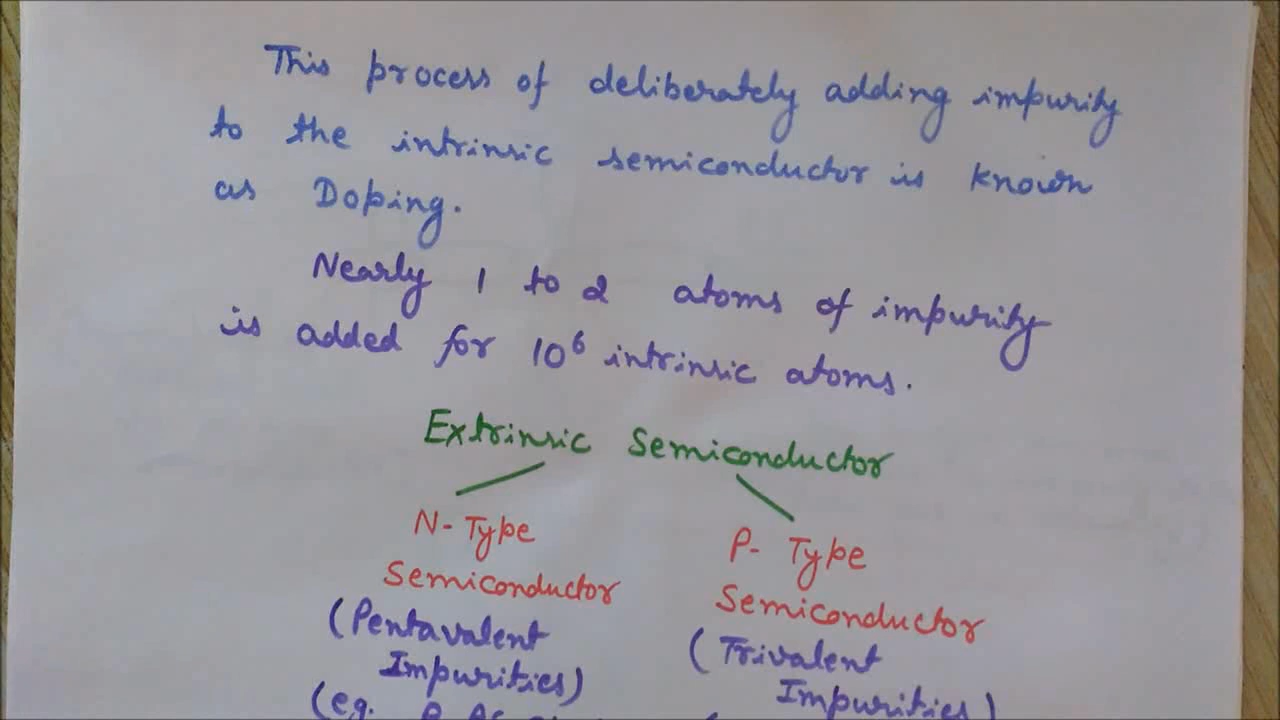 This process of deliberately adding impurity
to the intrinsic semiconductor is known
as Doping.
Nearly 1 to 2 atoms of impurity
is added for 10⁶ intrinsic atoms.
Extrinsic Semiconductor
N- Type
Semiconductor
(Pentavalent
Impurities)
(eg.
P- Type
Semiconductor
(Trivalent
Impurities)